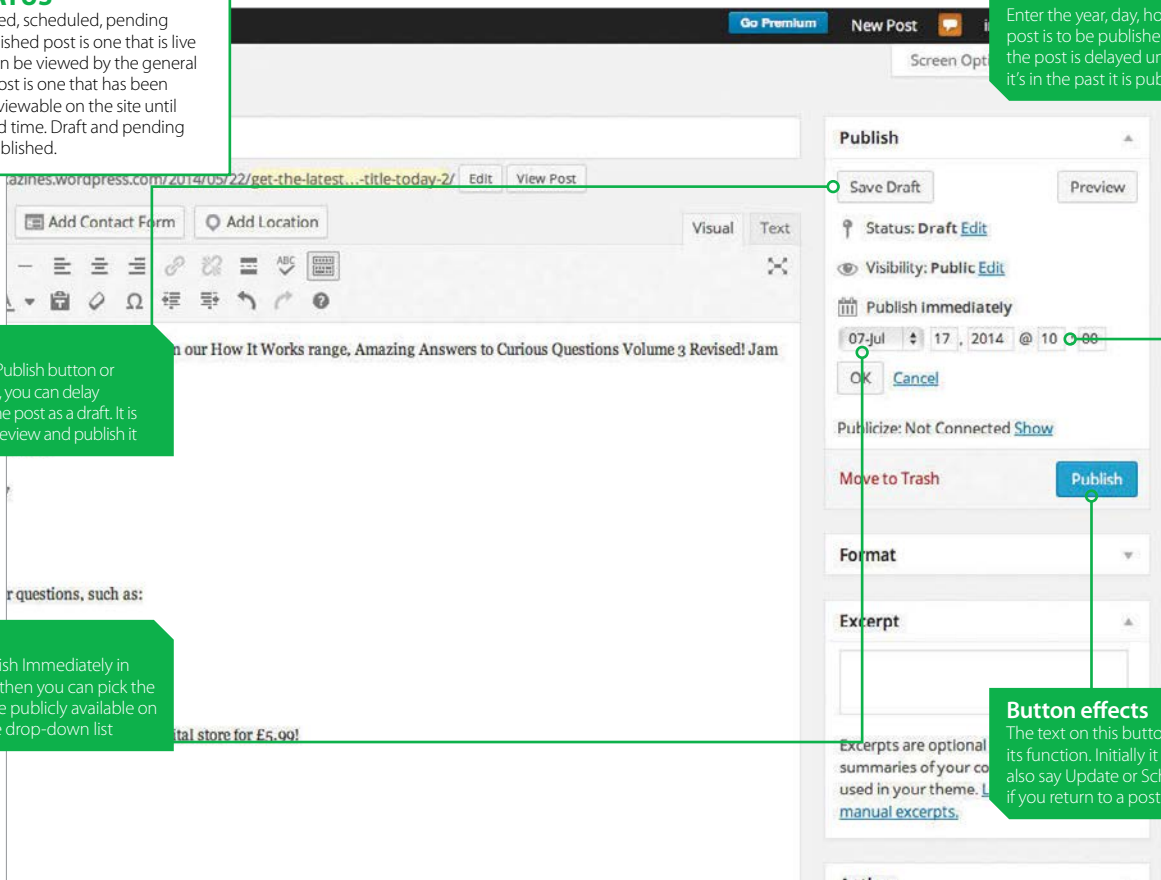 ed, scheduled, pending
ished post is one that is live
n be viewed by the general
ost is one that has been
viewable on the site until
d time. Draft and pending
blished.
Go Premium New Post
Screen Opti
Enter the year, day, ho
post is to be publishe
the post is delayed un
it's in the past it is pub
azines.wordpress.com/2014/05/22/get-the-latest...-title-today-2/ Edit View Post
Add Contact Form Add Location
Visual Text
ABC
n our How It Works range, Amazing Answers to Curious Questions Volume 3 Revised! Jam
Publish button or
, you can delay
he post as a draft. It is
eview and publish it
r questions, such as:
ish Immediately in
then you can pick the
e publicly available on
e drop-down list
ital store for £5.99!
Publish
Save Draft Preview
Status: Draft Edit
Visibility: Public Edit
Publish immediately
07-Jul 17 , 2014 @ 10 : 00
OK Cancel
Publicize: Not Connected Show
Move to Trash Publish
Format
Excerpt
Excerpts are optional
summaries of your co
used in your theme. L
manual excerpts.
Button effects
The text on this butto
its function. Initially it
also say Update or Sch
if you return to a post